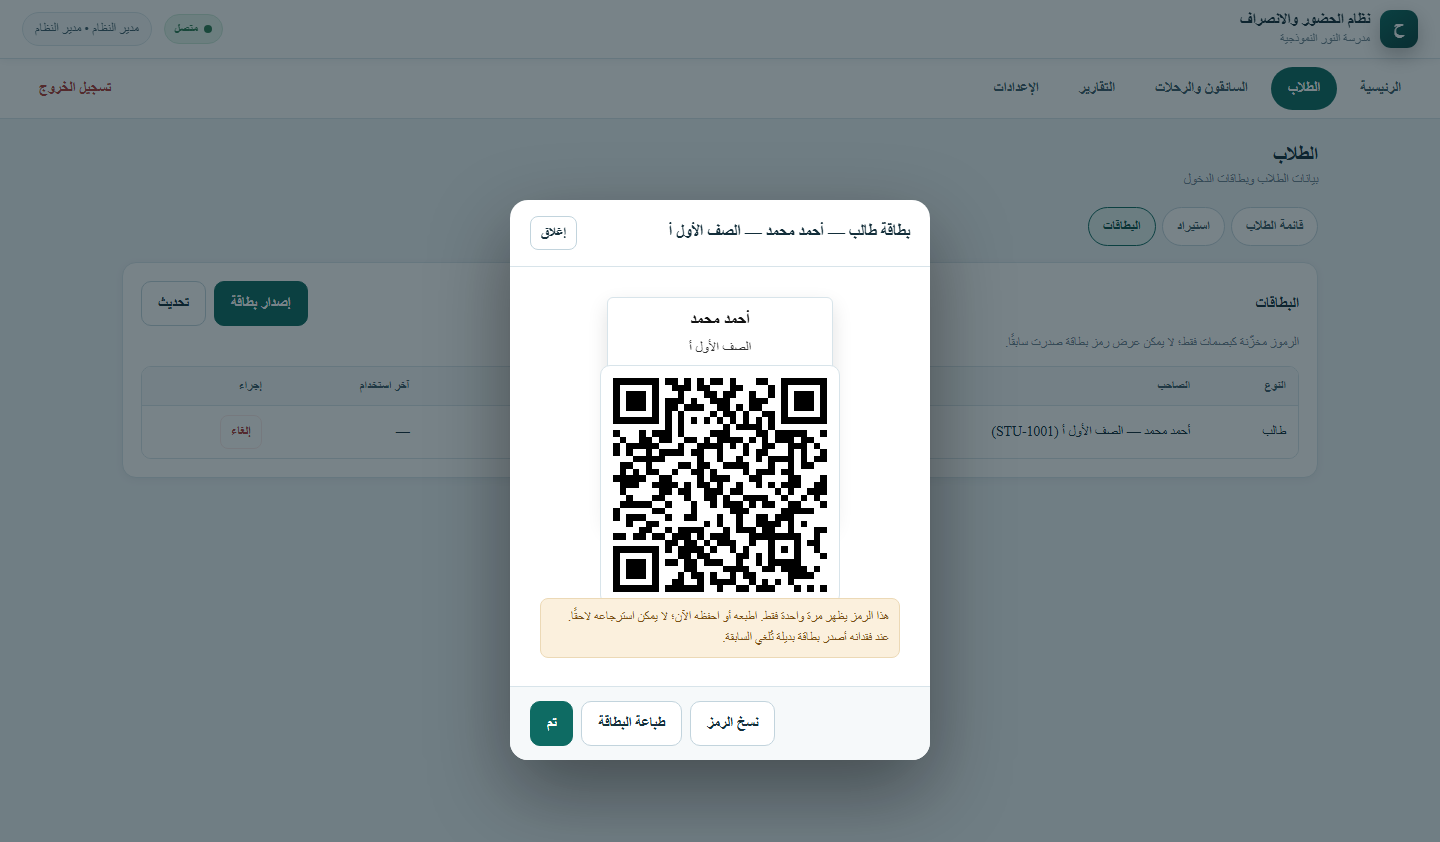 ح
نظام الحضور والانصراف
مدرسة النور النموذجية
متصل
مدير النظام • مدير النظام
الرئيسية
الطلاب
السائقون والرحلات
التقارير
الإعدادات
تسجيل الخروج
الطلاب
بيانات الطلاب وبطاقات الدخول
قائمة الطلاب
استيراد
البطاقات
البطاقات
إصدار بطاقة
تحديث
الرموز مخزّنة كبصمات فقط؛ لا يمكن عرض رمز بطاقة صدرت سابقًا.
النوع
الصاحب
آخر استخدام
إجراء
طالب
أحمد محمد — الصف الأول أ (STU-1001)
—
إلغاء
بطاقة طالب — أحمد محمد — الصف الأول أ
إغلاق
أحمد محمد
الصف الأول أ
هذا الرمز يظهر مرة واحدة فقط. اطبعه أو احفظه الآن؛ لا يمكن استرجاعه لاحقًا.
عند فقدانه أصدر بطاقة بديلة تُلغي السابقة.
نسخ الرمز
طباعة البطاقة
تم